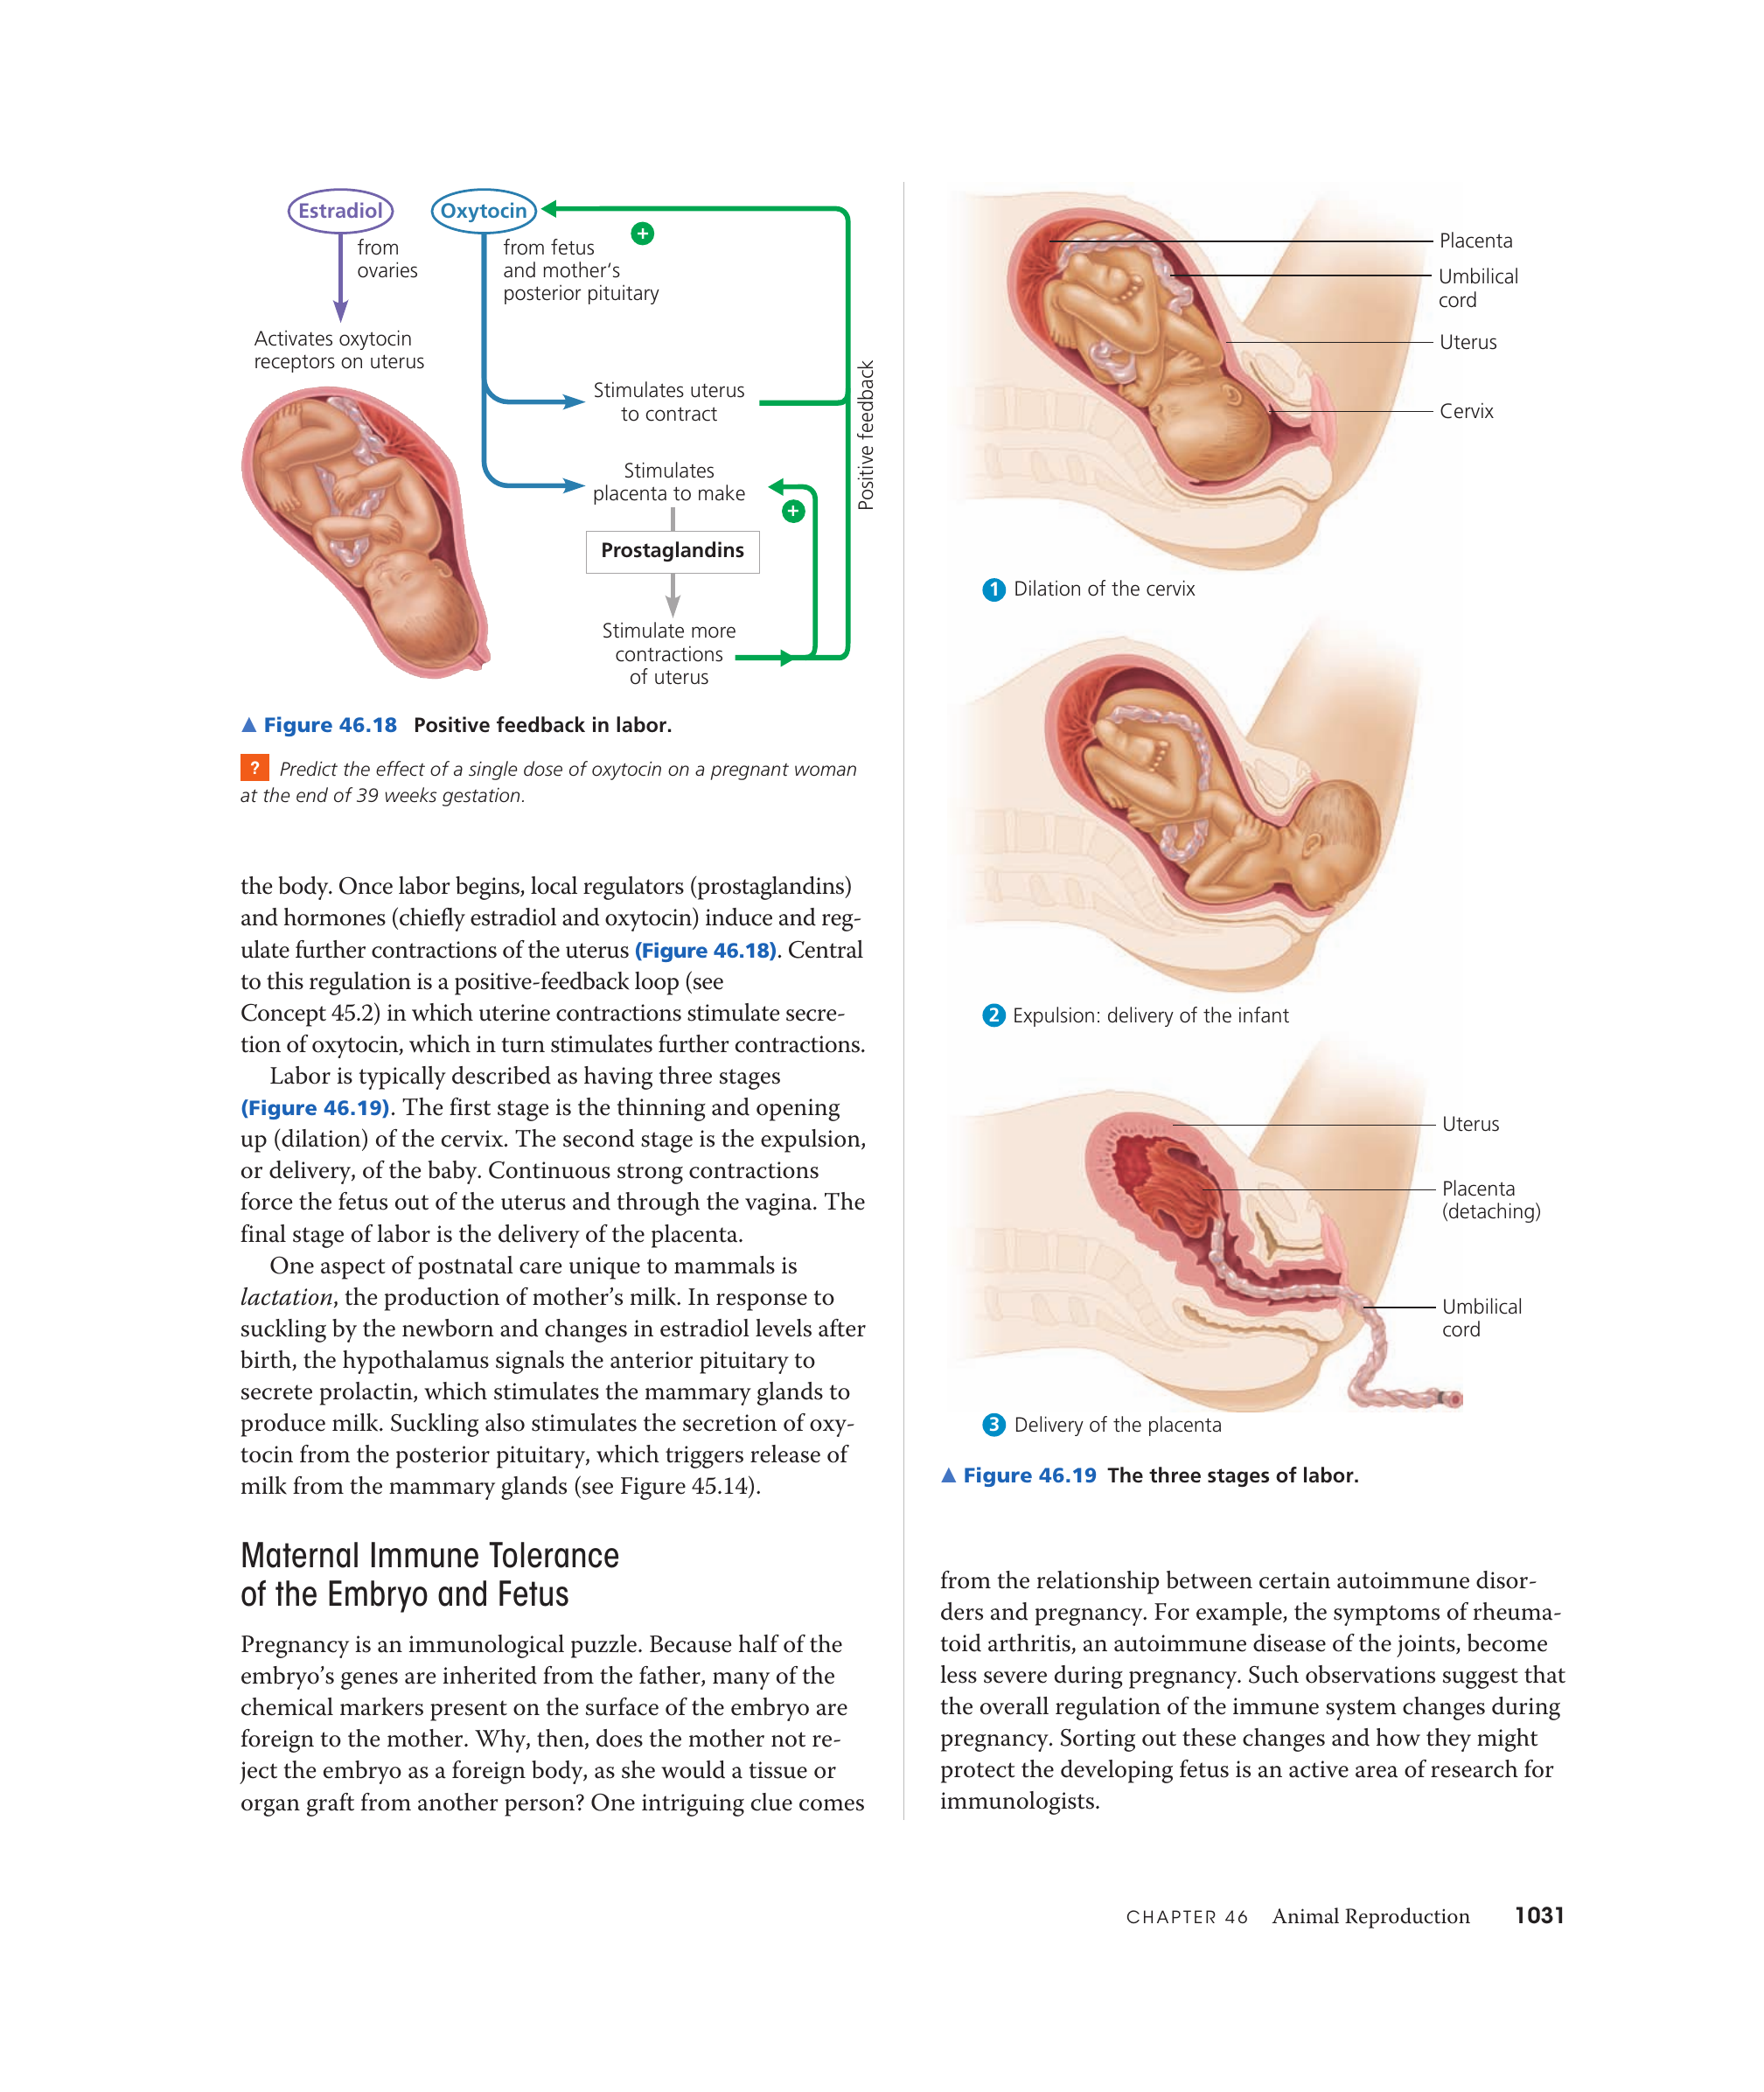 Estradiol
from
ovaries
Activates oxytocin
receptors on uterus
Oxytocin
+
from fetus
and mother's
posterior pituitary
Stimulates uterus
to contract
Stimulates
placenta to make
+
Prostaglandins
Stimulate more
contractions
of uterus
Positive feedback
▲ Figure 46.18 Positive feedback in labor.
? Predict the effect of a single dose of oxytocin on a pregnant woman
at the end of 39 weeks gestation.
the body. Once labor begins, local regulators (prostaglandins)
and hormones (chiefly estradiol and oxytocin) induce and reg-
ulate further contractions of the uterus (Figure 46.18). Central
to this regulation is a positive-feedback loop (see
Concept 45.2) in which uterine contractions stimulate secre-
tion of oxytocin, which in turn stimulates further contractions.
Labor is typically described as having three stages
(Figure 46.19). The first stage is the thinning and opening
up (dilation) of the cervix. The second stage is the expulsion,
or delivery, of the baby. Continuous strong contractions
force the fetus out of the uterus and through the vagina. The
final stage of labor is the delivery of the placenta.
One aspect of postnatal care unique to mammals is
lactation, the production of mother's milk. In response to
suckling by the newborn and changes in estradiol levels after
birth, the hypothalamus signals the anterior pituitary to
secrete prolactin, which stimulates the mammary glands to
produce milk. Suckling also stimulates the secretion of oxy-
tocin from the posterior pituitary, which triggers release of
milk from the mammary glands (see Figure 45.14).
Maternal Immune Tolerance
of the Embryo and Fetus
Pregnancy is an immunological puzzle. Because half of the
embryo's genes are inherited from the father, many of the
chemical markers present on the surface of the embryo are
foreign to the mother. Why, then, does the mother not re-
ject the embryo as a foreign body, as she would a tissue or
organ graft from another person? One intriguing clue comes
Placenta
Umbilical
cord
Uterus
Cervix
1 Dilation of the cervix
2 Expulsion: delivery of the infant
Uterus
Placenta
(detaching)
Umbilical
cord
3 Delivery of the placenta
▲ Figure 46.19 The three stages of labor.
from the relationship between certain autoimmune disor-
ders and pregnancy. For example, the symptoms of rheuma-
toid arthritis, an autoimmune disease of the joints, become
less severe during pregnancy. Such observations suggest that
the overall regulation of the immune system changes during
pregnancy. Sorting out these changes and how they might
protect the developing fetus is an active area of research for
immunologists.
CHAPTER 46 Animal Reproduction 1031